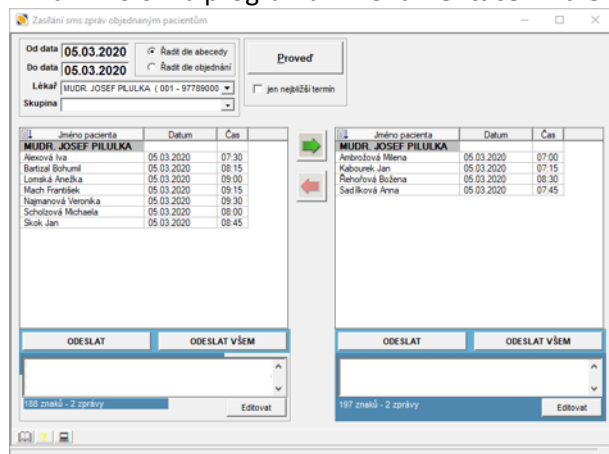 Zasílání sms zpráv objednaným pacientům
Od data 05.03.2020
Řadit dle abecedy
Do data 05.03.2020
Řadit dle objednání
Proveď
Lékař MUDR. JOSEF PILULKA ( 001 - 97789000
jen nejbližší termín
Skupina
Jméno pacienta Datum Čas
MUDR. JOSEF PILULKA
Alexová Iva 05.03.2020 07:30
Bartizal Bohumil 05.03.2020 08:15
Lomská Anežka 05.03.2020 09:00
Mach František 05.03.2020 09:15
Najmanová Veronika 05.03.2020 09:30
Scholzová Michaela 05.03.2020 08:00
Skok Jan 05.03.2020 08:45
Jméno pacienta Datum Čas
MUDR. JOSEF PILULKA
Ambrožová Milena 05.03.2020 07:00
Kabourek Jan 05.03.2020 07:15
Řehořová Božena 05.03.2020 08:30
Sadílková Anna 05.03.2020 07:45
ODESLAT ODESLAT VŠEM
188 znaků - 2 zprávy
Editovat
ODESLAT ODESLAT VŠEM
197 znaků - 2 zprávy
Editovat